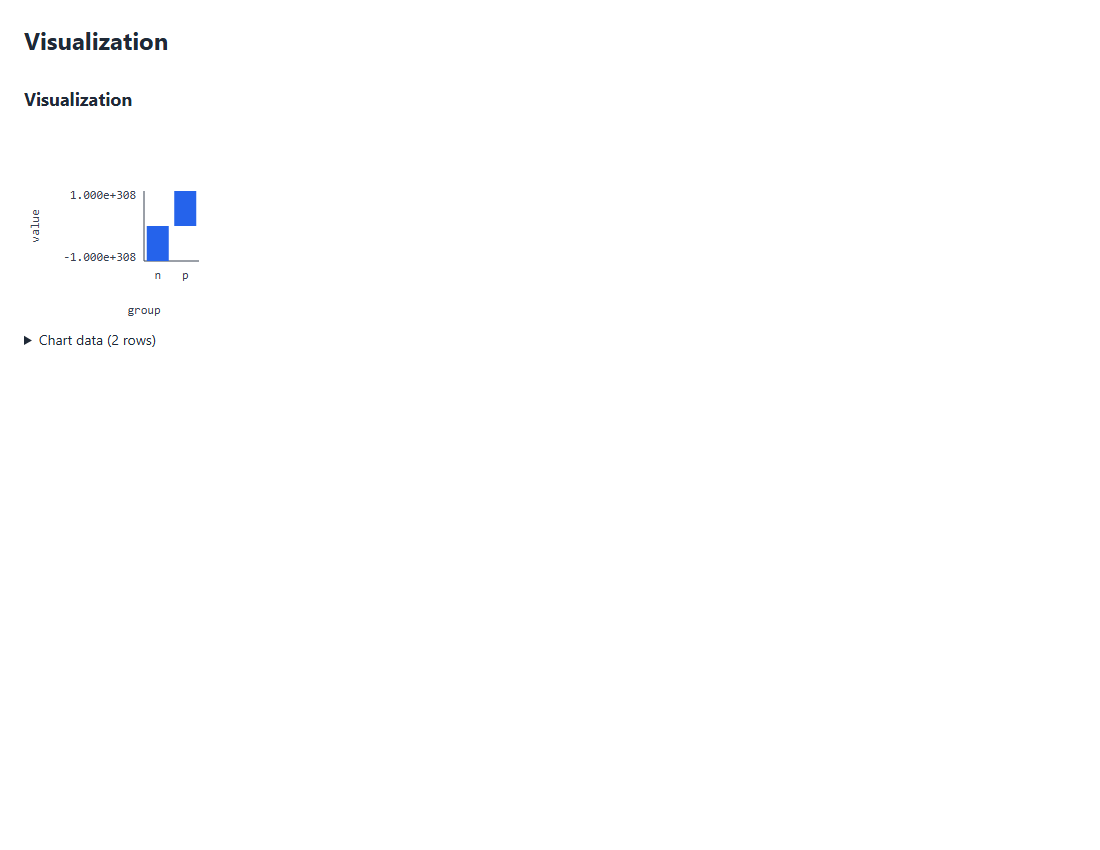 Visualization
Visualization
1.000e+308
value
-1.000e+308
n p
group
Chart data (2 rows)